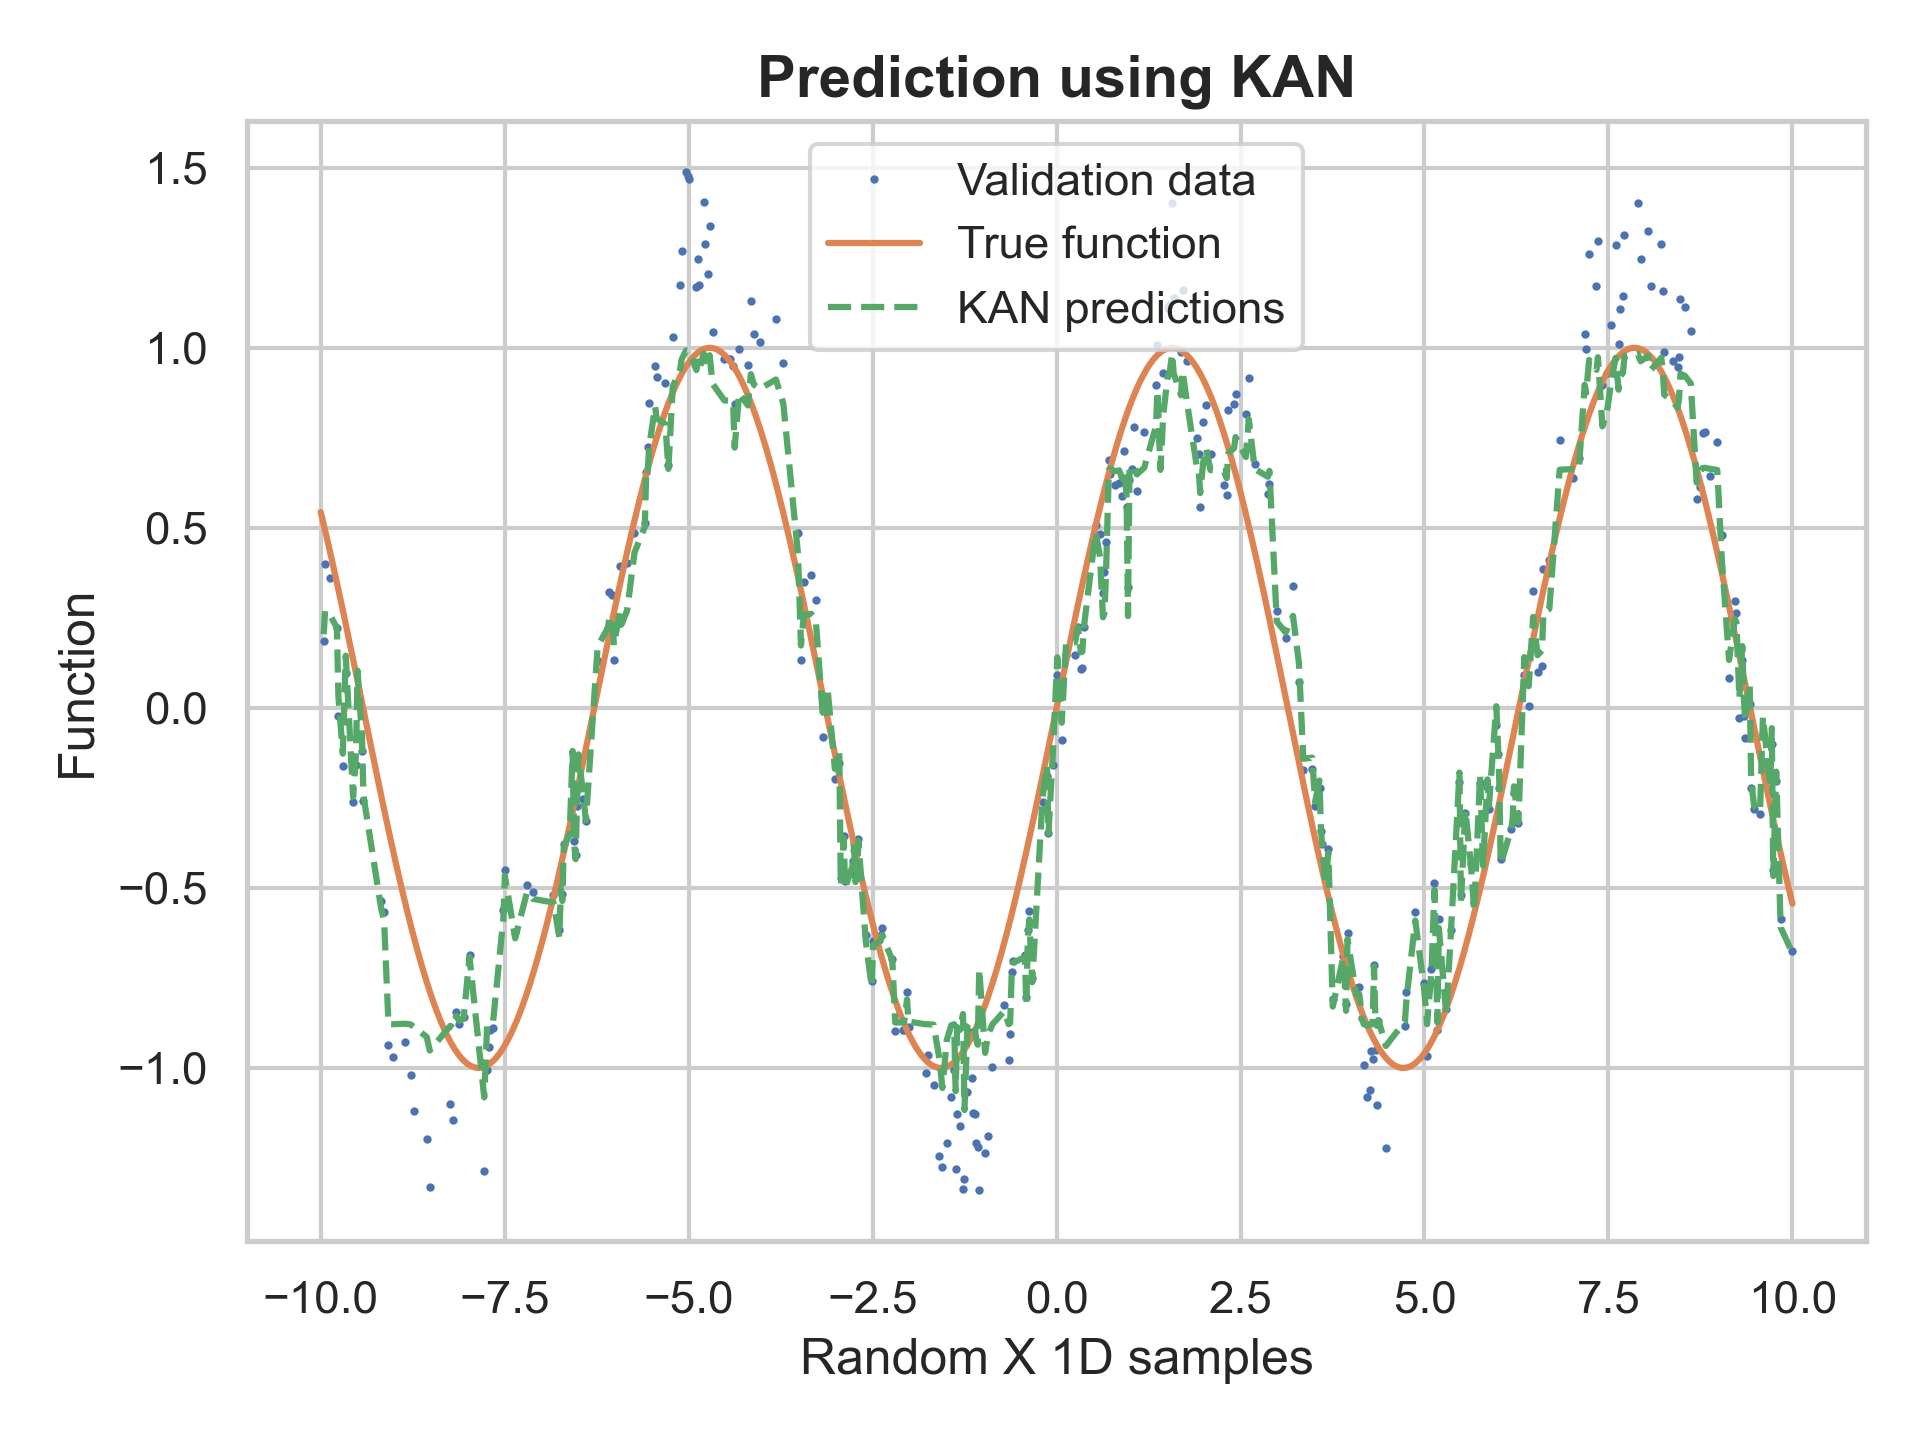 Prediction using KAN
Validation data
True function
KAN predictions
1.5
1.0
0.5
0.0
−0.5
−1.0
Function
−10.0 −7.5 −5.0 −2.5 0.0 2.5 5.0 7.5 10.0
Random X 1D samples